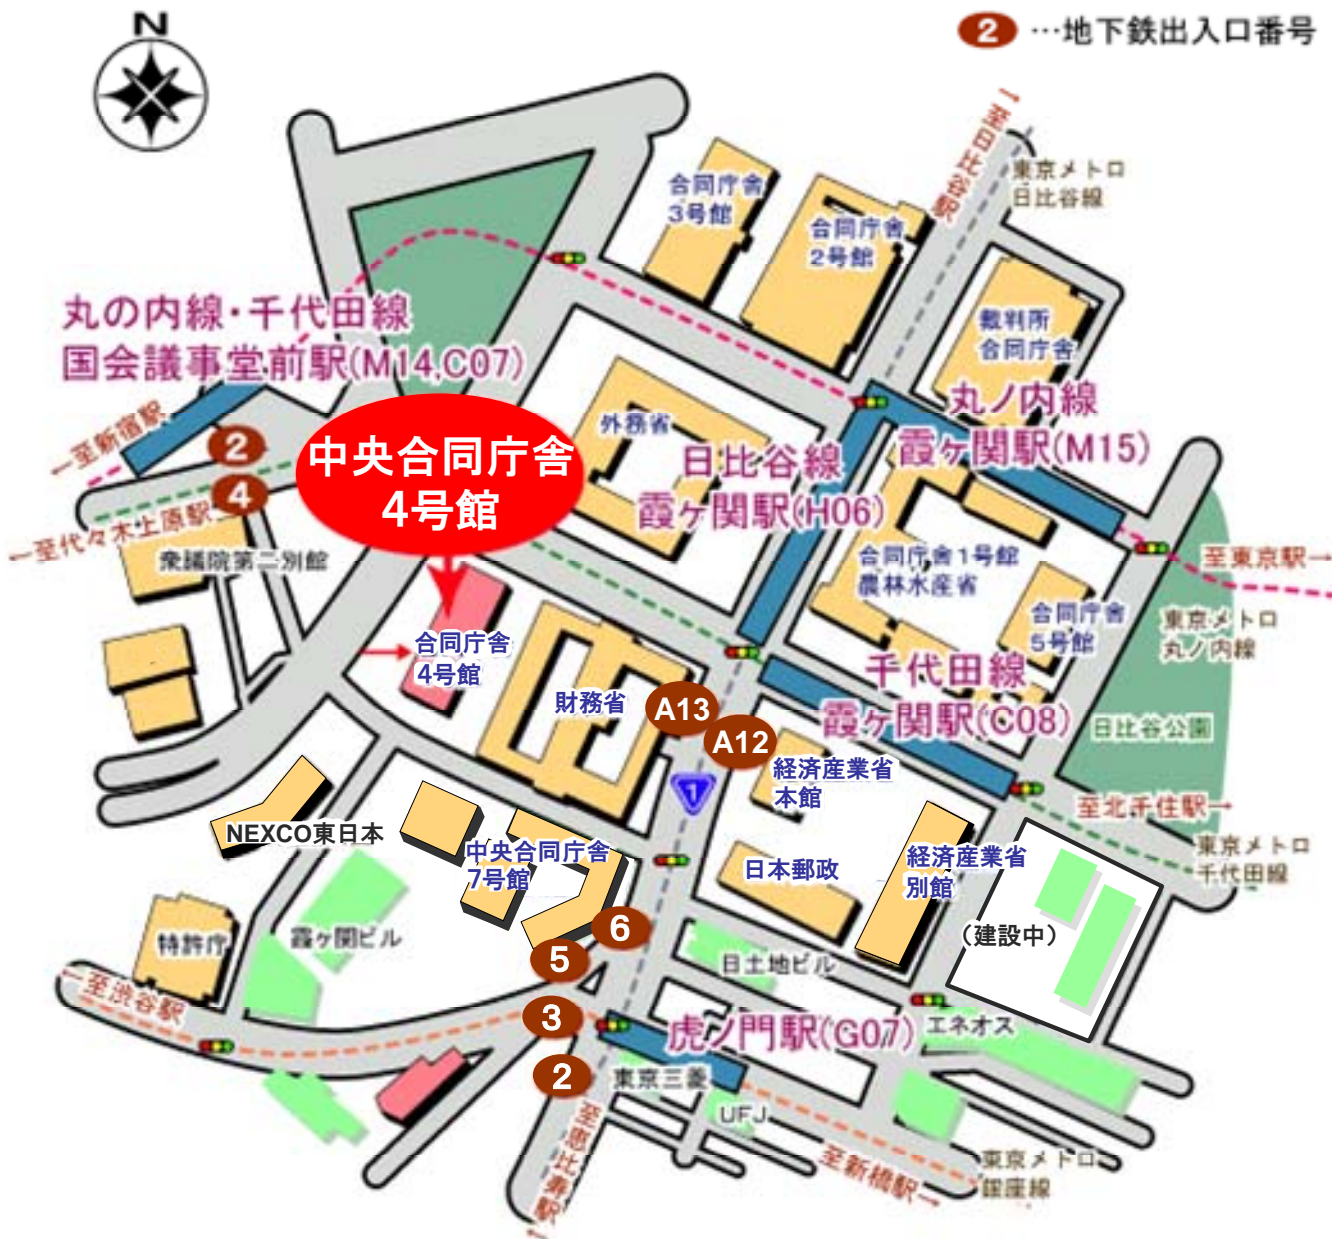 N
2 …地下鉄出入口番号
←至日比谷駅
東京メトロ
日比谷線
合同庁舎
3号館
合同庁舎
2号館
裁判所
合同庁舎
丸の内線・千代田線
国会議事堂前駅(M14,C07)
丸ノ内線
霞ヶ関駅(M15)
外務省
日比谷線
霞ヶ関駅(H06)
←至新宿駅
2
4
←至代々木上原駅
中央合同庁舎
4号館
衆議院第二別館
合同庁舎1号館
農林水産省
合同庁舎
5号館
至東京駅→
東京メトロ
丸ノ内線
合同庁舎
4号館
財務省
A13
A12
千代田線
霞ヶ関駅(C08)
日比谷公園
経済産業省
本館
1
至北千住駅→
東京メトロ
千代田線
NEXCO東日本
中央合同庁舎
7号館
日本郵政
経済産業省
別館
(建設中)
特許庁
霞ヶ関ビル
6
5
日土地ビル
←至渋谷駅
3
虎ノ門駅(G07)
エネオス
2
東京三菱
UFJ
至恵比寿駅→
至新橋駅→
東京メトロ
銀座線